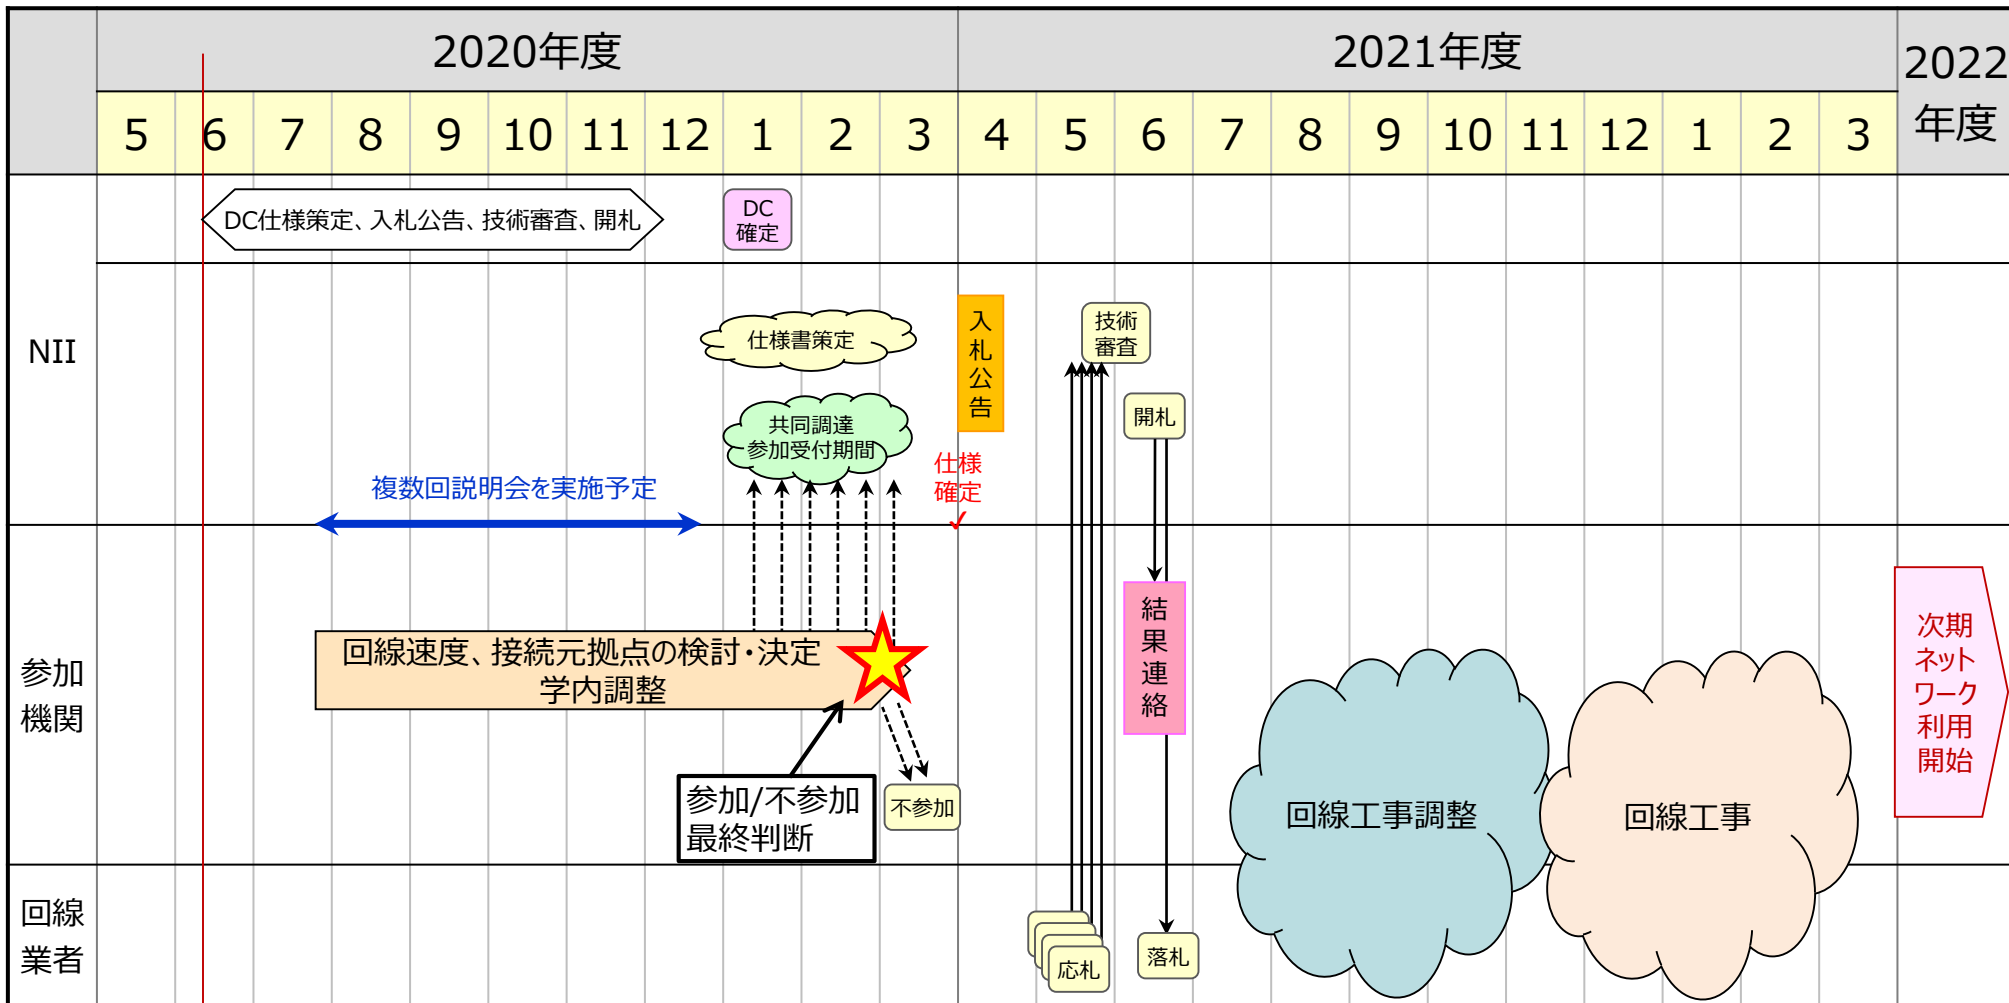 2020年度
2021年度
2022
年度
5 6 7 8 9 10 11 12 1 2 3 4 5 6 7 8 9 10 11 12 1 2 3
NII
DC仕様策定、入札公告、技術審査、開札
DC
確定
仕様書策定
入
札
公
告
技術
審査
開札
共同調達
参加受付期間
仕様
確定
✓
複数回説明会を実施予定
参加
機関
回線速度、接続元拠点の検討・決定
学内調整
参加/不参加
最終判断
不参加
結
果
連
絡
回線工事調整
回線工事
次期
ネット
ワーク
利用
開始
回線
業者
応札
落札